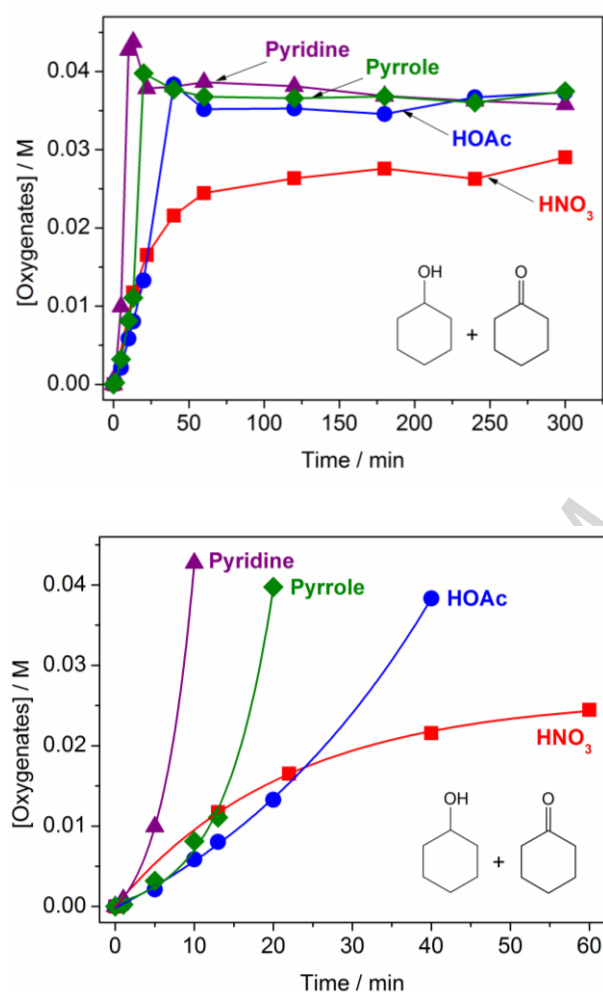 [Oxygenates] / M
0.04
0.03
0.02
0.01
0.00
Pyridine
Pyrrole
HOAc
HNO₃
OH
O
+
0
50
100
150
200
250
300
Time / min
[Oxygenates] / M
0.04
0.03
0.02
0.01
0.00
Pyridine
Pyrrole
HOAc
HNO₃
OH
O
+
0
10
20
30
40
50
60
Time / min